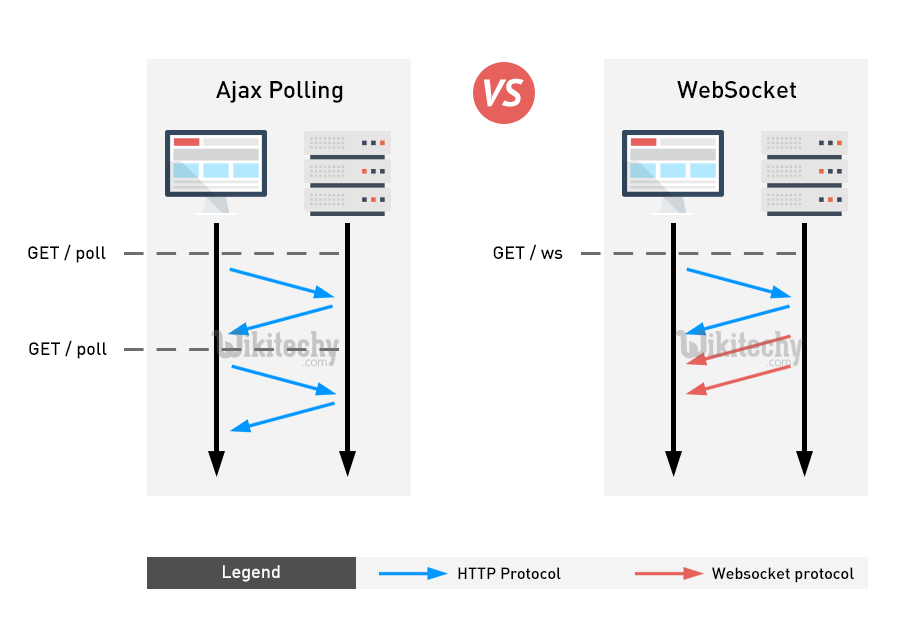 Ajax Polling
VS
WebSocket
GET / poll
GET / ws
GET / poll
wikitechy
.com
wikitechy
.com
Legend
HTTP Protocol
Websocket protocol